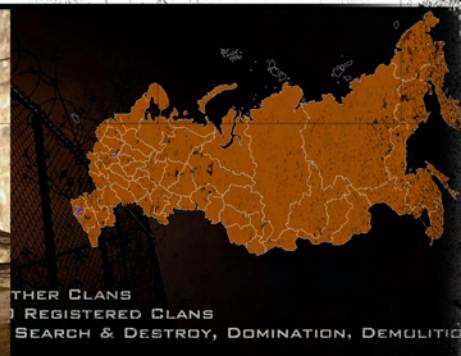 THER CLANS
REGISTERED CLANS
SEARCH & DESTROY, DOMINATION, DEMOLITIO